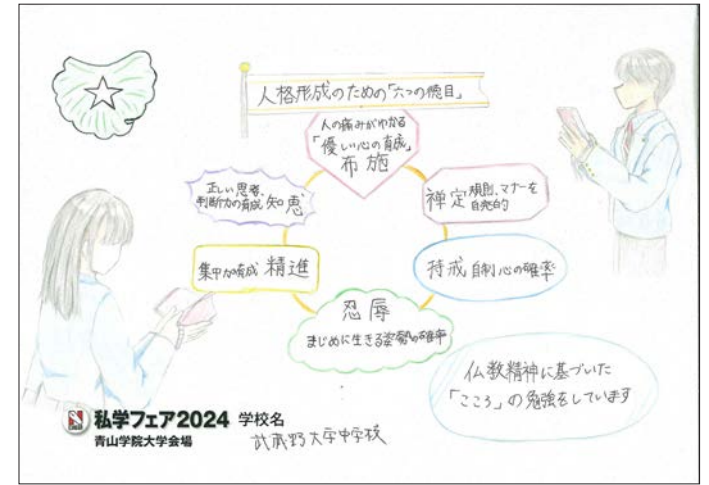 人格形成のための「六つの徳目」
人の痛みがわかる
「優しい心の育成」
布施
正しい思考、
判断力の育成 知恵
禅定 規則、マナーを
自発的
集中力育成 精進
持戒 自制心の確率
忍辱
まじめに生きる姿勢の確率
仏教精神に基づいた
「こころ」の勉強をしています
私学フェア2024 学校名
青山学院大学会場
武蔵野大学中学校